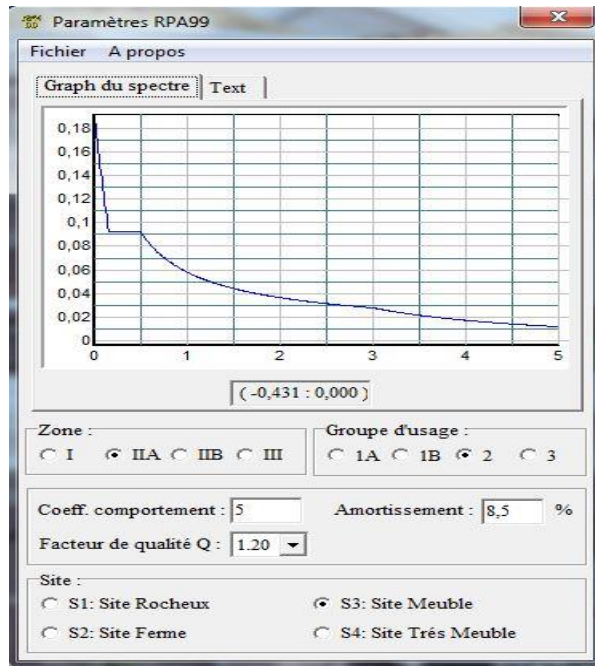 Paramètres RPA99
Fichier A propos
Graph du spectre Text
0,18
0,16
0,14
0,12
0,1
0,08
0,06
0,04
0,02
0
0 1 2 3 4 5
( -0,431 : 0,000 )
Zone :
I IIA IIB III
Groupe d'usage :
1A 1B 2 3
Coeff. comportement : 5 Amortissement : 8,5 %
Facteur de qualité Q : 1.20
Site :
S1: Site Rocheux S3: Site Meuble
S2: Site Ferme S4: Site Trés Meuble